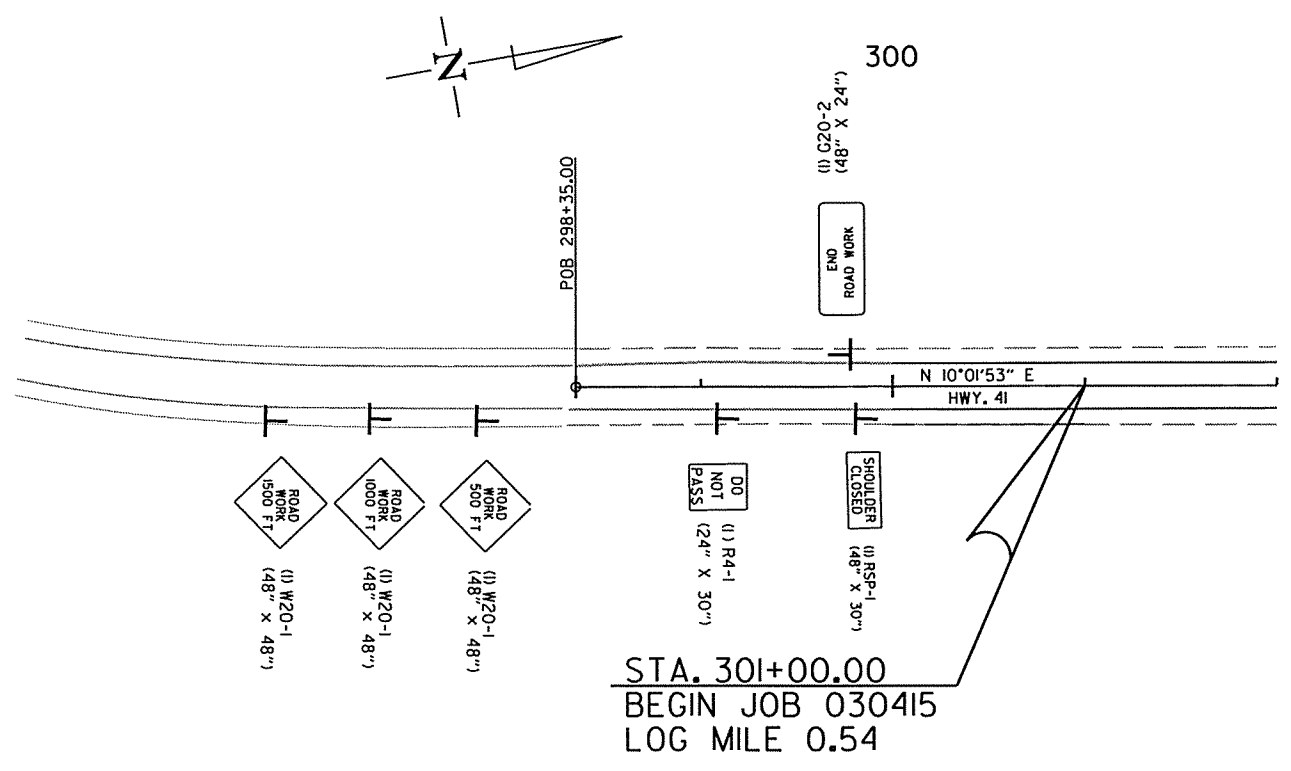 N
300
(1) G20-2
(48" X 24")
POB 298+35.00
END
ROAD WORK
N 10°01'53" E
HWY. 41
ROAD
WORK
1500 FT
ROAD
WORK
1000 FT
ROAD
WORK
500 FT
DO
NOT
PASS
SHOULDER
CLOSED
(1) W20-1
(48" X 48")
(1) W20-1
(48" X 48")
(1) W20-1
(48" X 48")
(1) R4-1
(24" X 30")
(1) RSP-1
(48" X 30")
STA. 301+00.00
BEGIN JOB 030415
LOG MILE 0.54